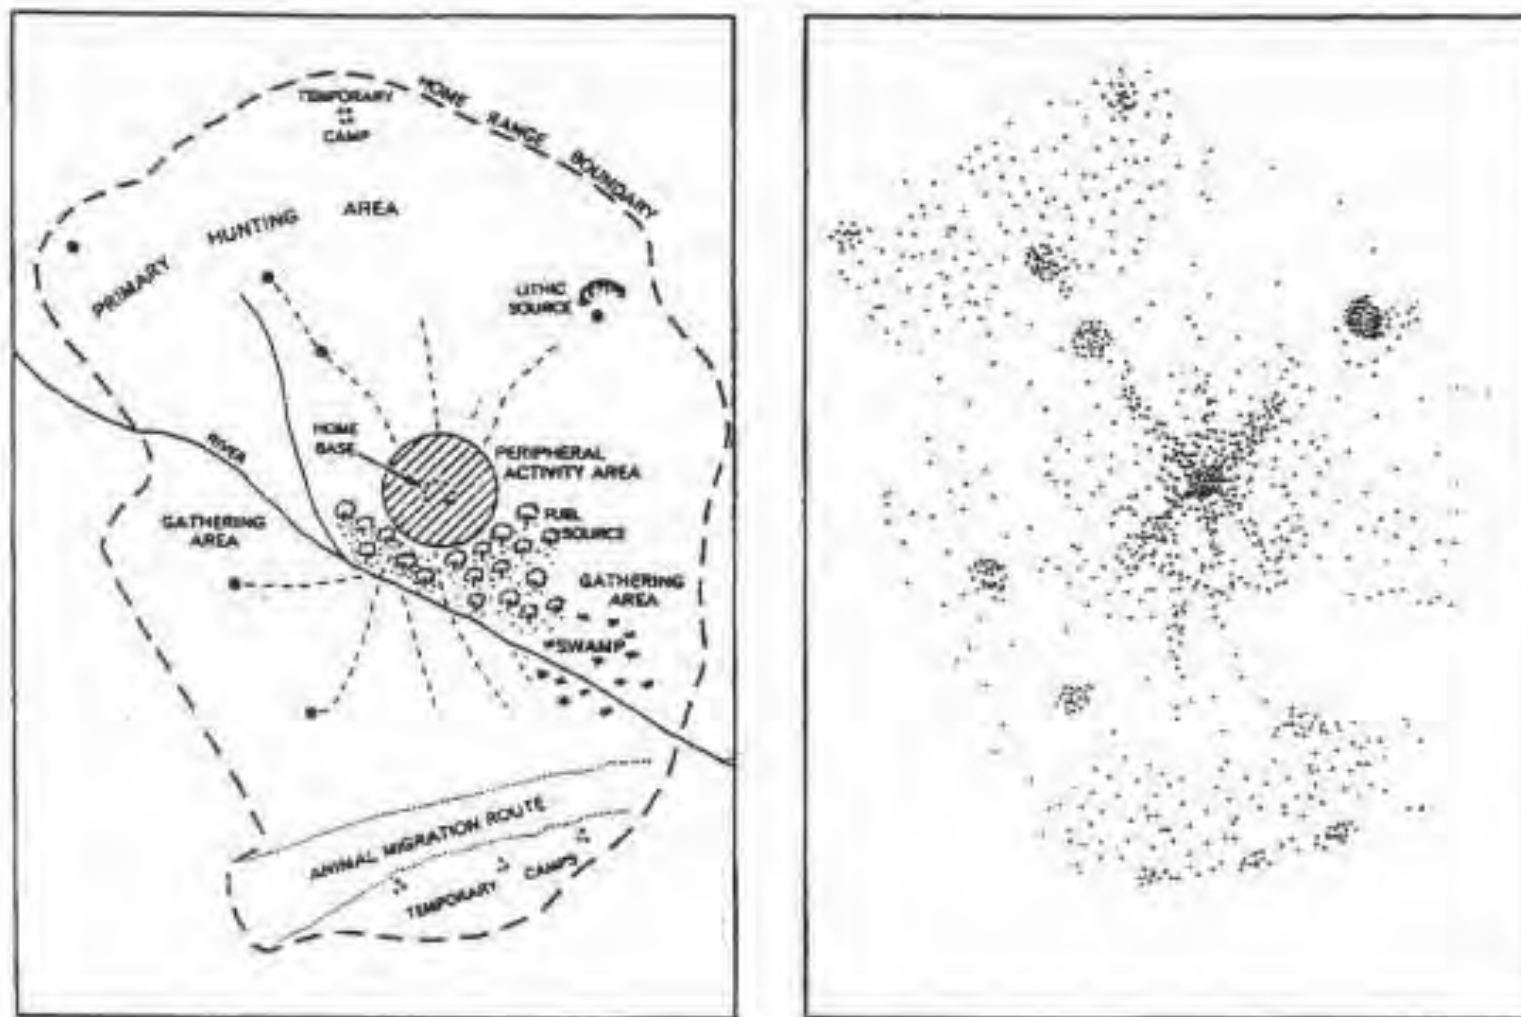 TEMPORARY
CAMP
HOME RANGE BOUNDARY
PRIMARY HUNTING AREA
LITHIC
SOURCE
HOME
BASE
RIVER
PERIPHERAL
ACTIVITY AREA
GATHERING
AREA
FUEL
SOURCE
GATHERING
AREA
SWAMP
ANIMAL MIGRATION ROUTE
TEMPORARY CAMPS